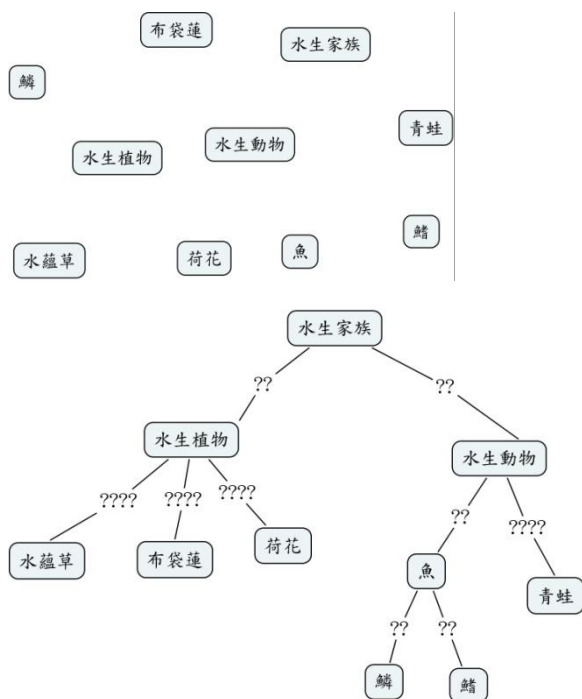 布袋蓮
水生家族
鱗
青蛙
水生植物
水生動物
水蘊草
荷花
魚
鰭
水生家族
??
??
水生植物
水生動物
????
????
????
??
????
水蘊草
布袋蓮
荷花
魚
青蛙
??
??
鱗
鰭